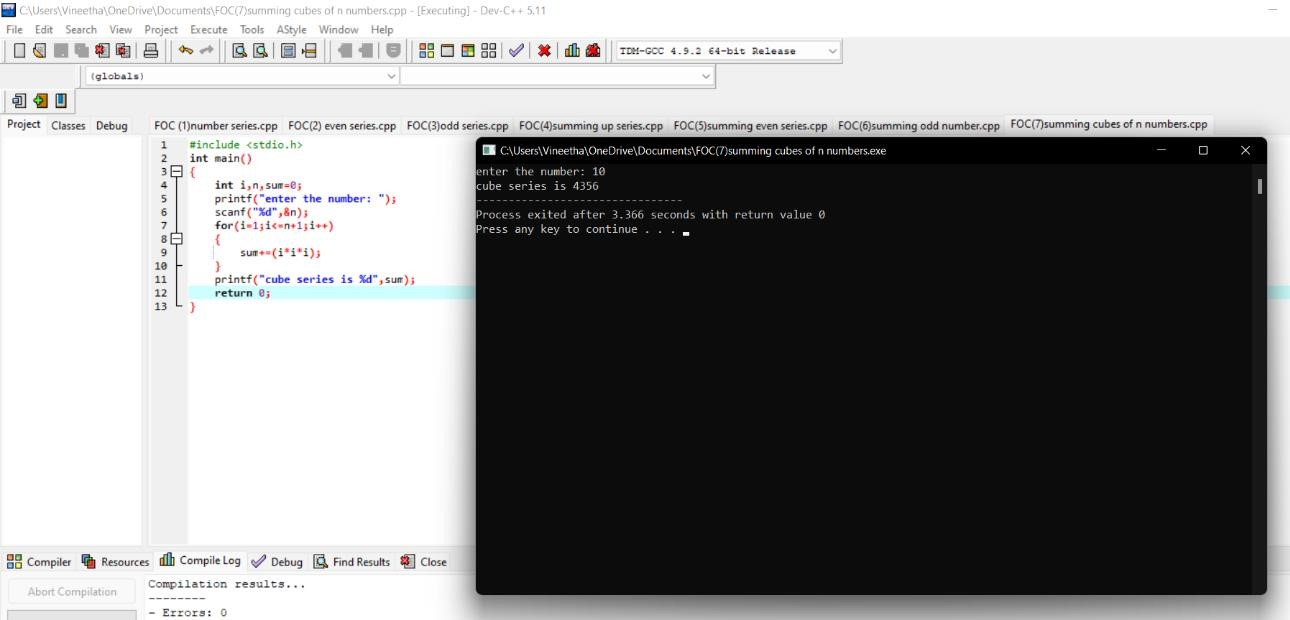 C:\Users\Vineetha\OneDrive\Documents\FOC(7)summing cubes of n numbers.cpp - [Executing] - Dev-C++ 5.11
File Edit Search View Project Execute Tools AStyle Window Help
TDM-GCC 4.9.2 64-bit Release
(globals)
Project Classes Debug
FOC (1)number series.cpp FOC(2) even series.cpp FOC(3)odd series.cpp FOC(4)summing up series.cpp FOC(5)summing even series.cpp FOC(6)summing odd number.cpp FOC(7)summing cubes of n numbers.cpp
1 #include <stdio.h>
2 int main()
3 {
4 int i,n,sum=0;
5 printf("enter the number: ");
6 scanf("%d",&n);
7 for(i=1;i<=n+1;i++)
8 {
9 sum+=(i*i*i);
10 }
11 printf("cube series is %d",sum);
12 return 0;
13 }
C:\Users\Vineetha\OneDrive\Documents\FOC(7)summing cubes of n numbers.exe
enter the number: 10
cube series is 4356
--------------------------------
Process exited after 3.366 seconds with return value 0
Press any key to continue . . .
Compiler Resources Compile Log Debug Find Results Close
Abort Compilation
Compilation results...
--------
- Errors: 0